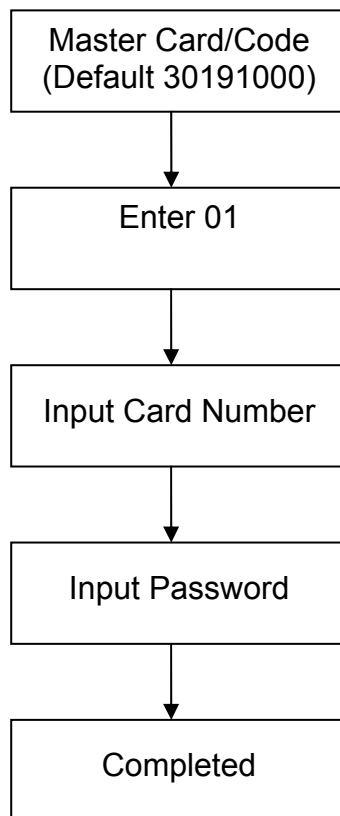 Master Card/Code
(Default 30191000)
Enter 01
Input Card Number
Input Password
Completed